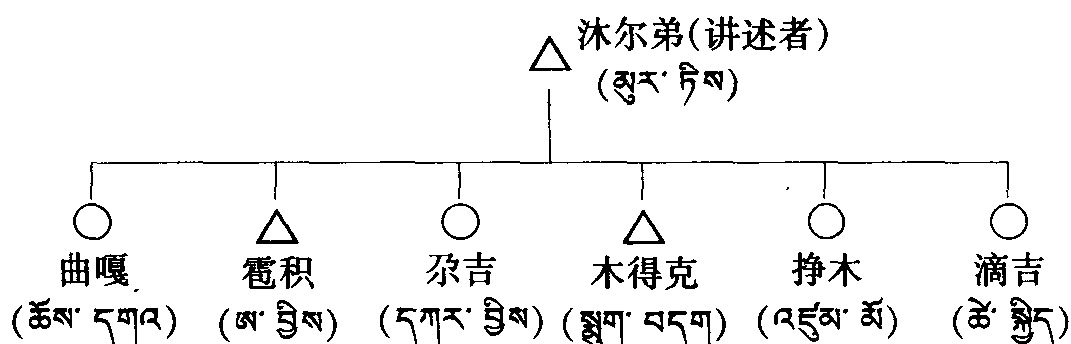 沐尔弟(讲述者)
(མུར་ ཏིས)
曲嘎 雹积 尕吉 木得克 挣木 滴吉
(ཆོས་ དགའ) (ཨ་ བྱིས) (དཀར་ བྱིས) (སྨུག་ བདག) (འཛུམ་ མོ) (ཚེ་ སྐྱིད)